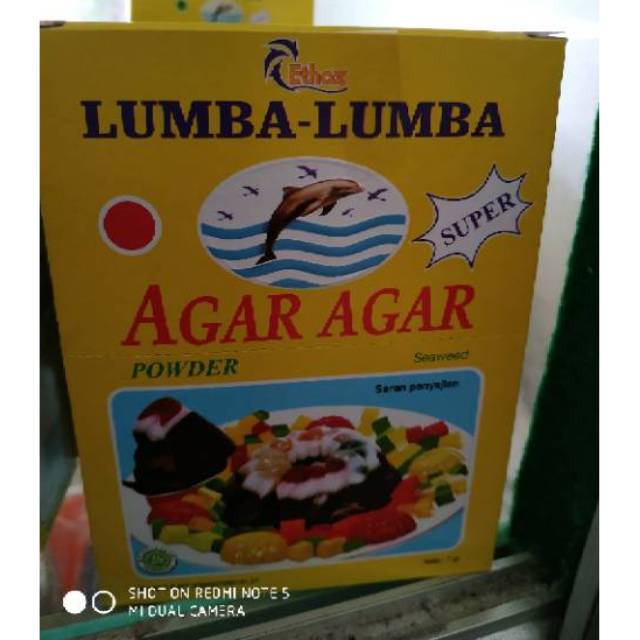 Ethos
LUMBA-LUMBA
SUPER
AGAR AGAR
POWDER
Seaweed
Saran penyajian
SHOT ON REDMI NOTE 5
MI DUAL CAMERA